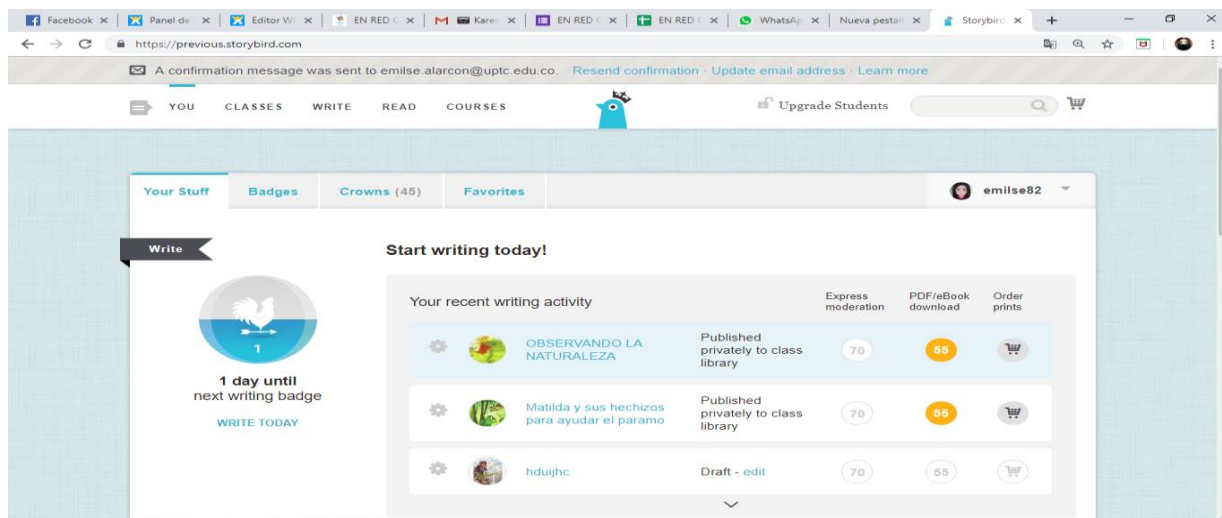 Facebook
Panel de
Editor Wi
EN RED C
Karen
EN RED C
EN RED C
WhatsAp
Nueva pestañ
Storybird
https://previous.storybird.com
A confirmation message was sent to emilse.alarcon@uptc.edu.co. Resend confirmation · Update email address · Learn more
YOU CLASSES WRITE READ COURSES Upgrade Students
Your Stuff Badges Crowns (45) Favorites emilse82
Write
Start writing today!
Your recent writing activity
Express
moderation
PDF/eBook
download
Order
prints
1
1 day until
next writing badge
WRITE TODAY
OBSERVANDO LA
NATURALEZA
Published
privately to class
library
70 55
Matilda y sus hechizos
para ayudar el paramo
Published
privately to class
library
70 55
hduijhc Draft - edit 70 55